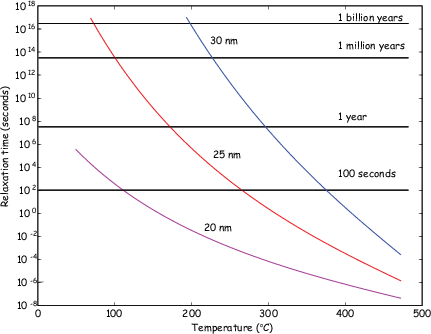 10^18
10^16
10^14
10^12
10^10
10^8
10^6
10^4
10^2
10^0
10^-2
10^-4
10^-6
10^-8
Relaxation time (seconds)
1 billion years
30 nm
1 million years
1 year
25 nm
100 seconds
20 nm
0 100 200 300 400 500
Temperature (°C)